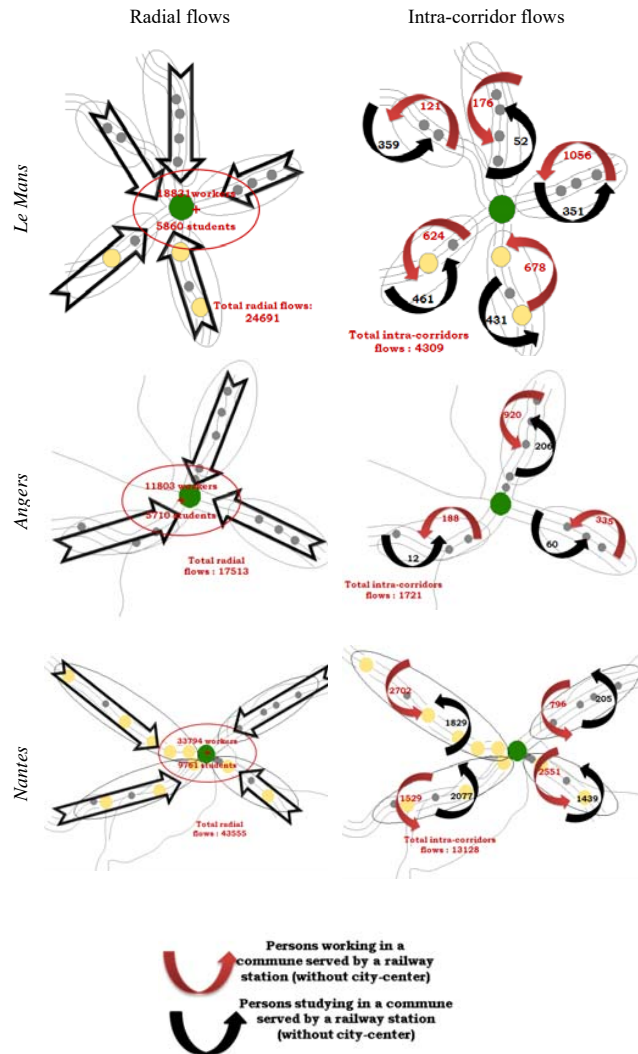 Radial flows
Intra-corridor flows
Le Mans
18831workers
5860 students
Total radial flows:
24691
121
359
176
52
1056
351
624
461
678
431
Total intra-corridors
flows : 4309
Angers
11803 workers
5710 students
Total radial
flows : 17513
920
206
188
12
335
60
Total intra-corridors
flows : 1721
Nantes
33794 workers
9761 students
Total radial
flows : 43555
2702
1829
796
205
1529
2077
2551
1439
Total intra-corridors
flows : 13128
Persons working in a
commune served by a railway
station (without city-center)
Persons studying in a commune
served by a railway station
(without city-center)